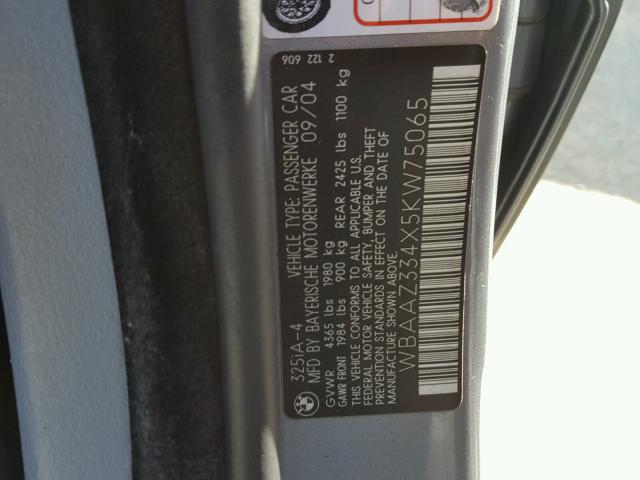 325iA-4 VEHICLE TYPE: PASSENGER CAR
MFD BY BAYERISCHE MOTORENWERKE 09/04
GVWR 4365 lbs 1980 kg
GAWR FRONT 1984 lbs 900 kg REAR 2425 lbs 1100 kg
THIS VEHICLE CONFORMS TO ALL APPLICABLE U.S.
FEDERAL MOTOR VEHICLE SAFETY, BUMPER AND THEFT
PREVENTION STANDARDS IN EFFECT ON THE DATE OF
MANUFACTURE SHOWN ABOVE.
WBAAZ334X5KW75065
2 122 606